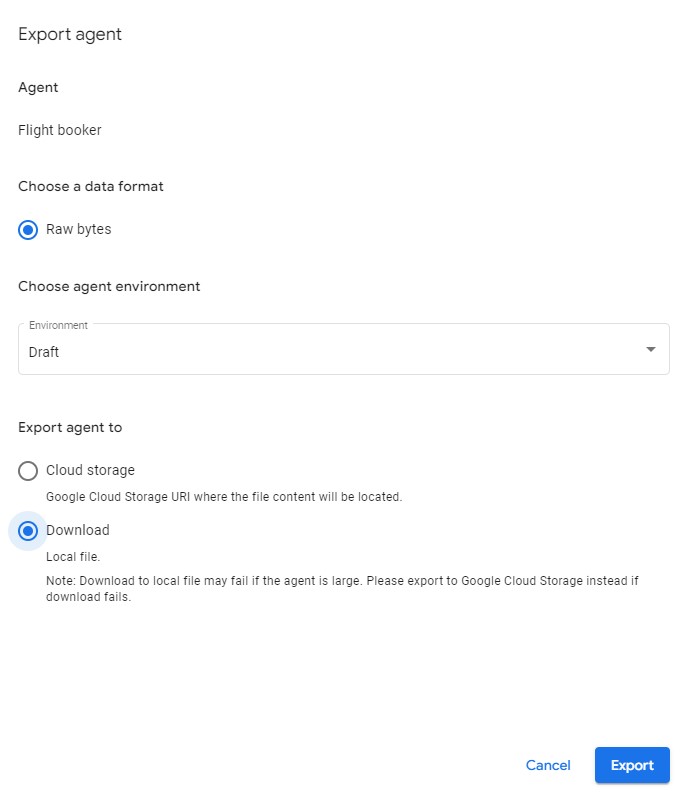 Export agent
Agent
Flight booker
Choose a data format
Raw bytes
Choose agent environment
Environment
Draft
Export agent to
Cloud storage
Google Cloud Storage URI where the file content will be located.
Download
Local file.
Note: Download to local file may fail if the agent is large. Please export to Google Cloud Storage instead if
download fails.
Cancel
Export